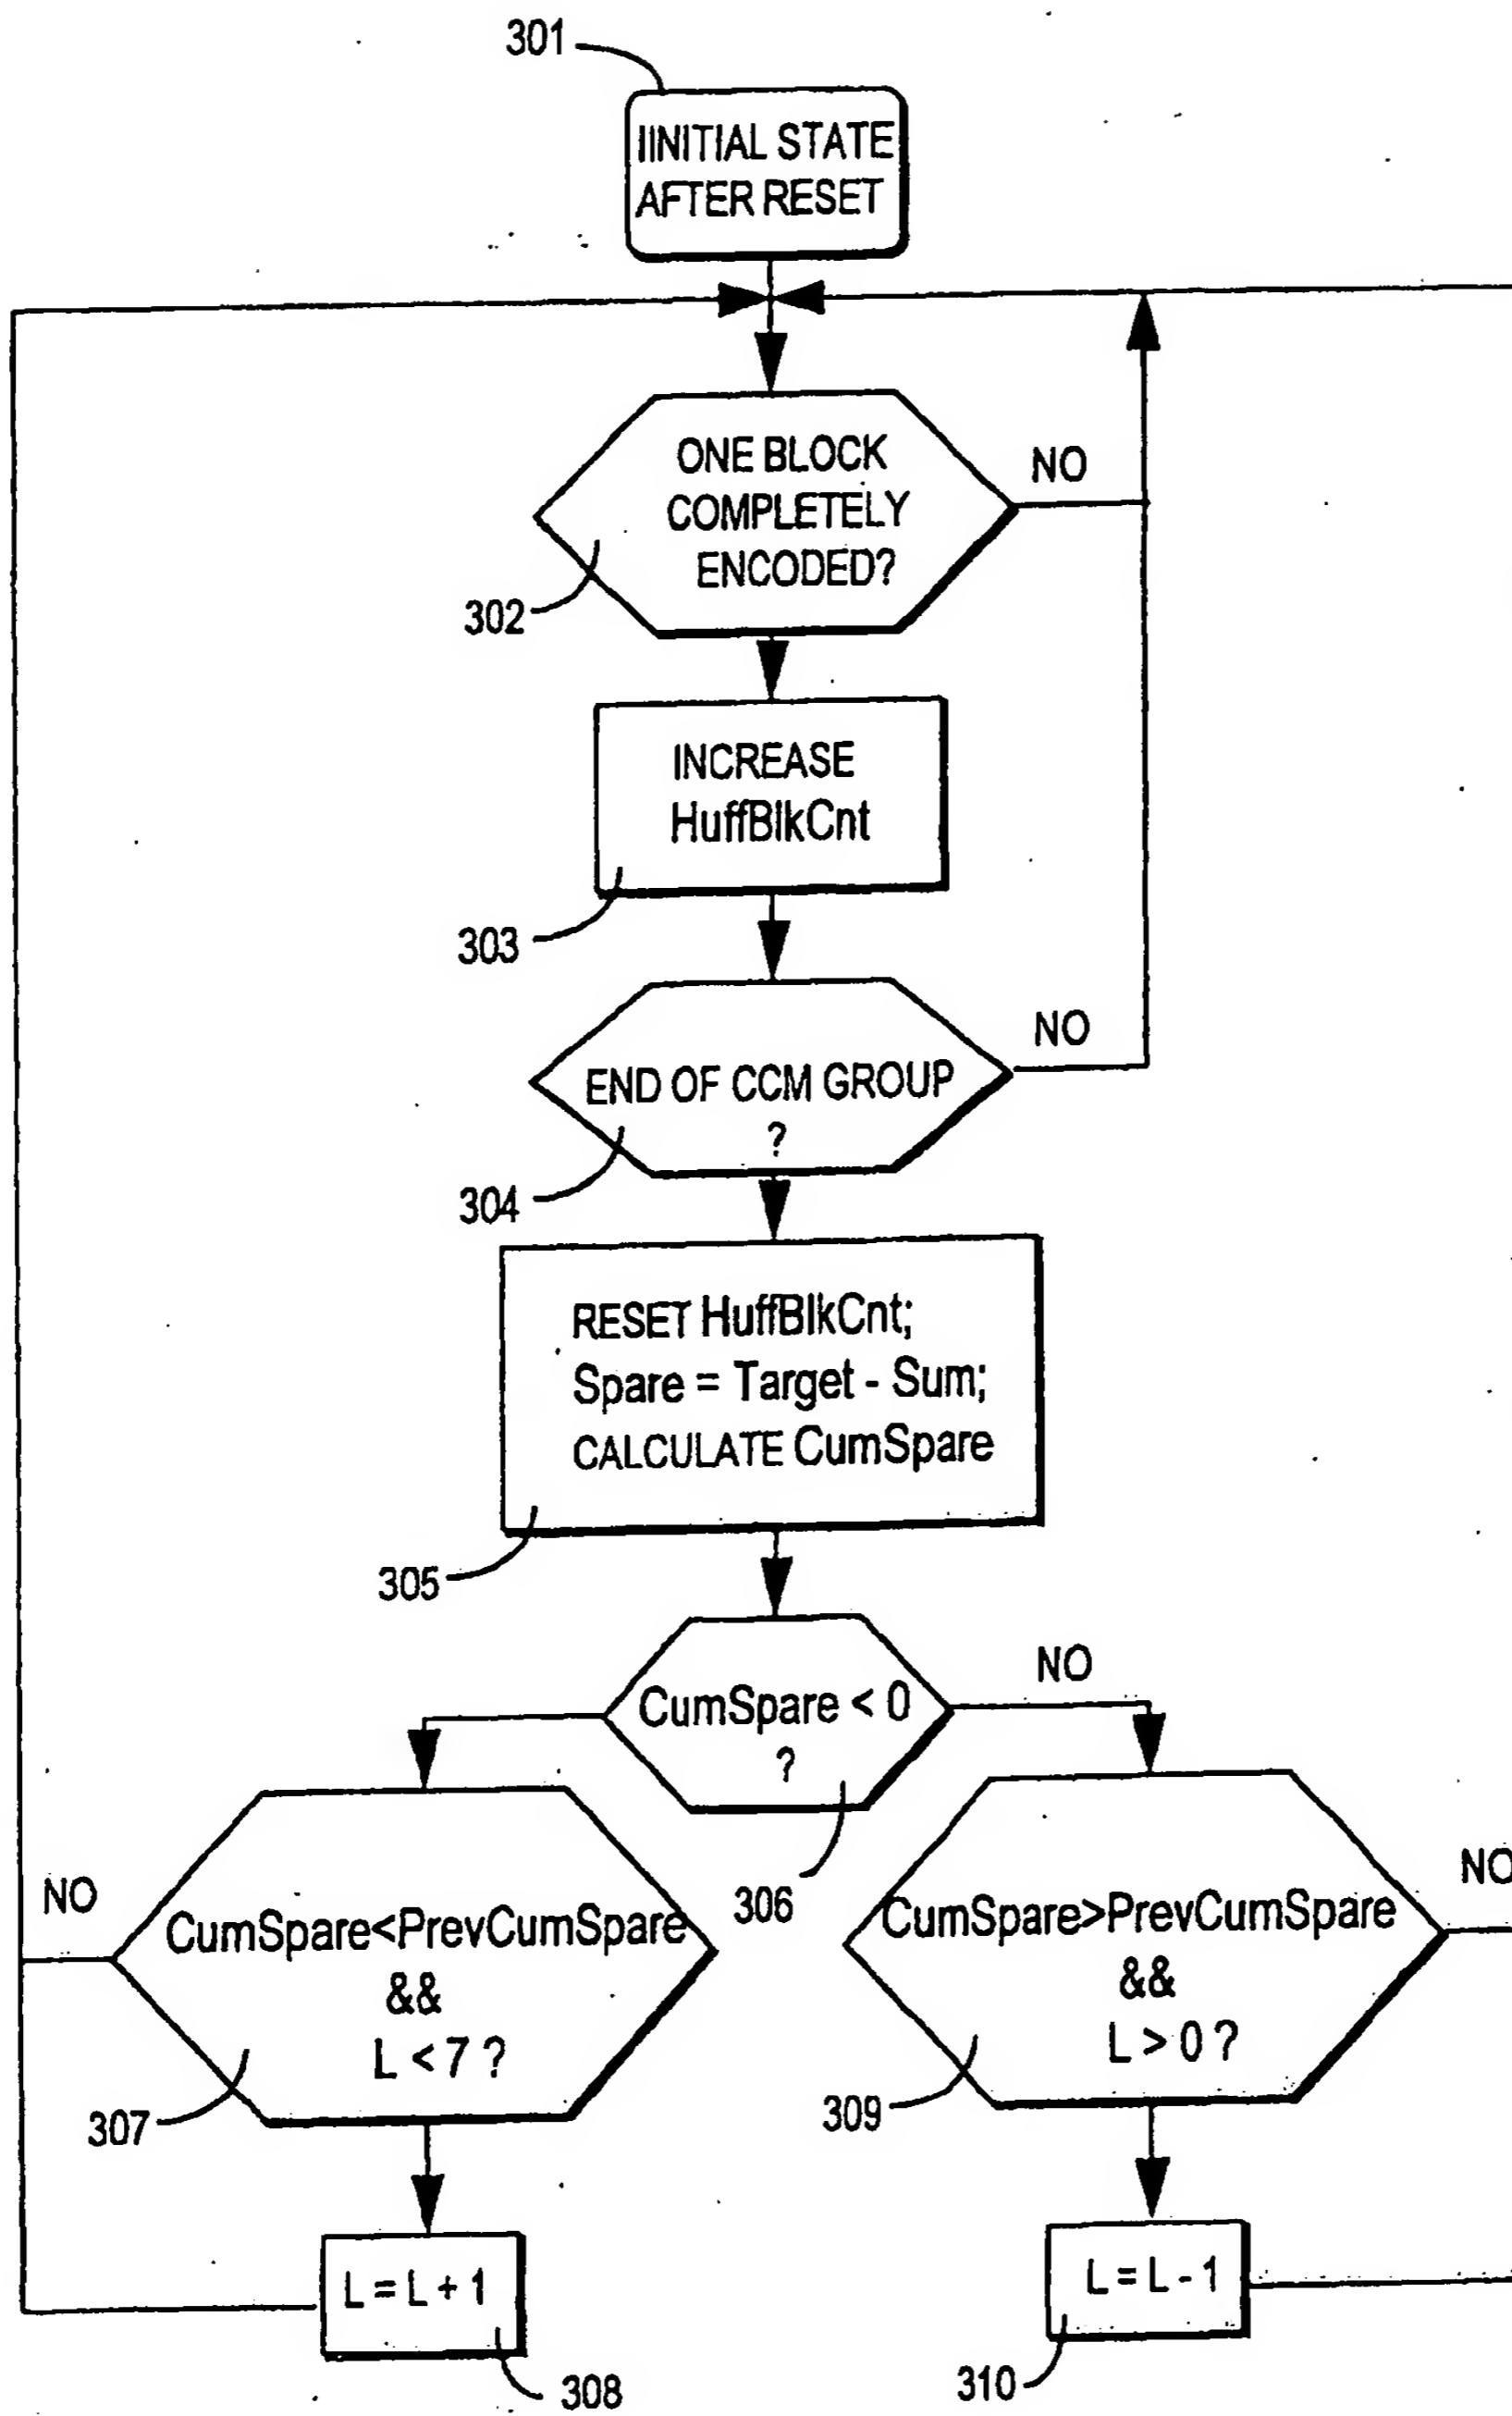 301
IINITIAL STATE
AFTER RESET
ONE BLOCK
COMPLETELY
ENCODED?
NO
302
INCREASE
HuffBlkCnt
303
NO
END OF CCM GROUP
?
304
RESET HuffBlkCnt;
Spare = Target - Sum;
CALCULATE CumSpare
305
CumSpare < 0
?
NO
306
NO
CumSpare<PrevCumSpare
&&
L < 7 ?
307
NO
CumSpare>PrevCumSpare
&&
L > 0 ?
309
L = L + 1
308
L = L - 1
310